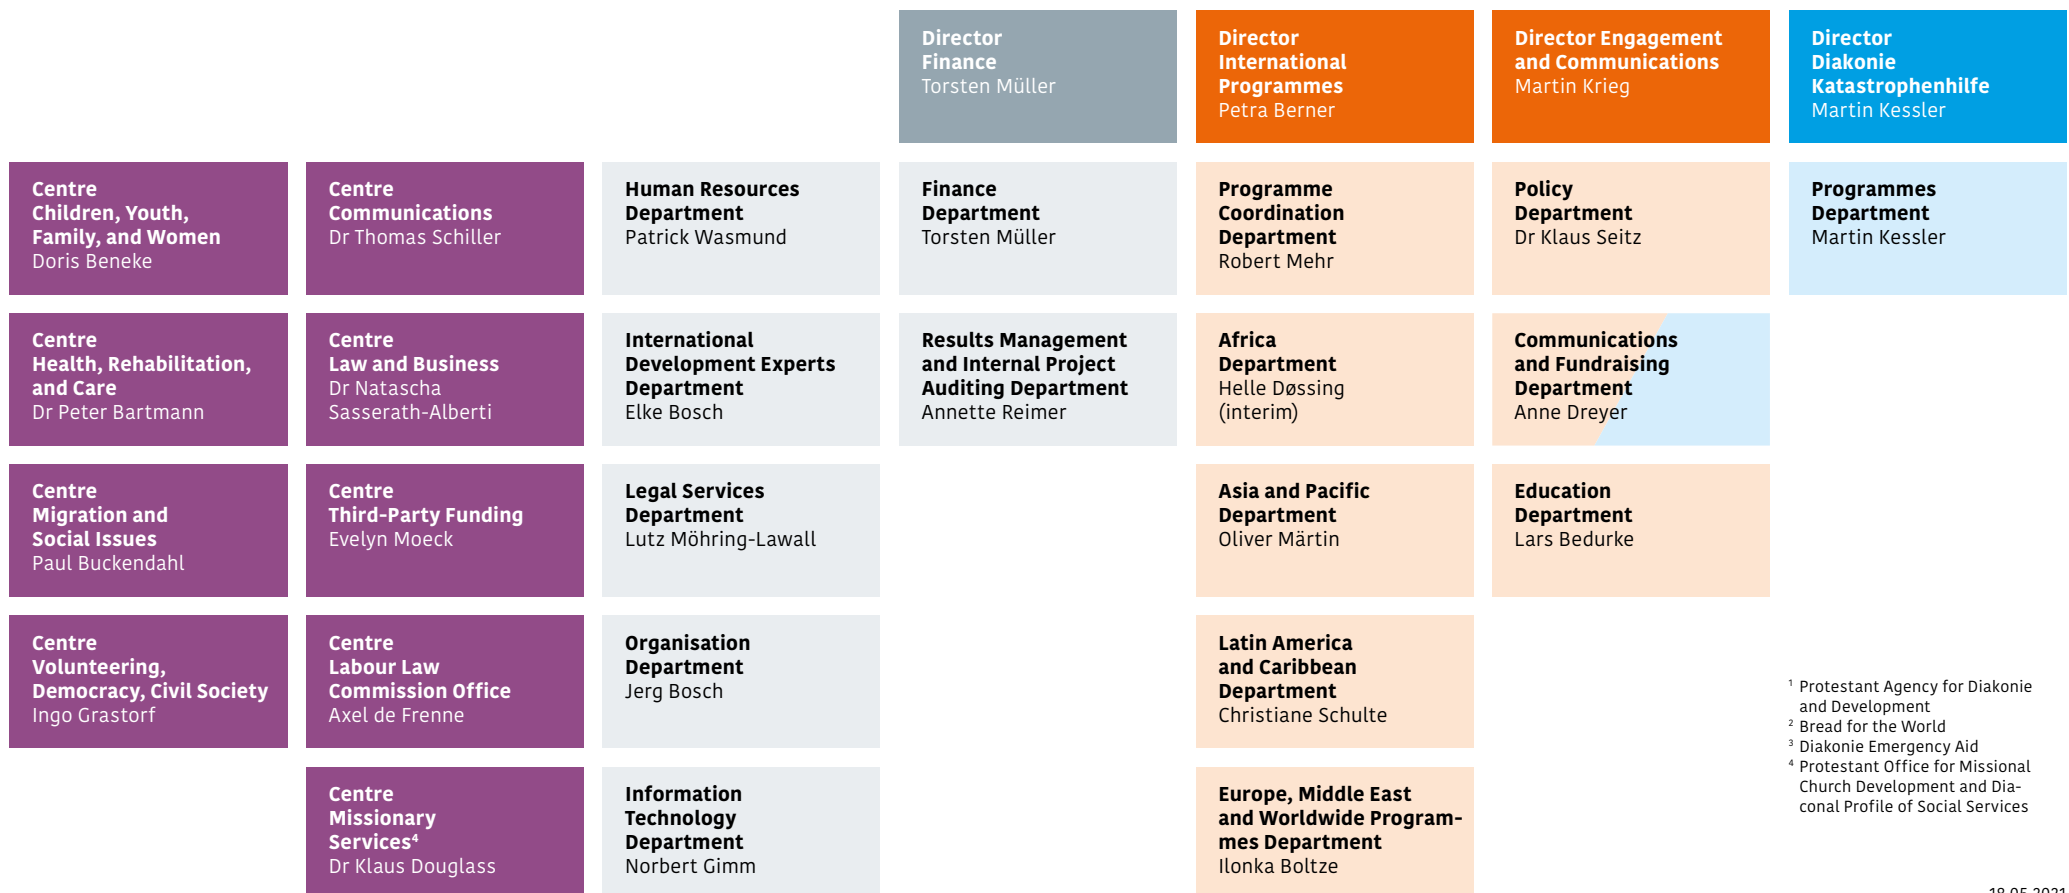 Director
Finance
Torsten Müller
Director
International
Programmes
Petra Berner
Director Engagement
and Communications
Martin Krieg
Director
Diakonie
Katastrophenhilfe
Martin Kessler
Centre
Children, Youth,
Family, and Women
Doris Beneke
Centre
Communications
Dr Thomas Schiller
Human Resources
Department
Patrick Wasmund
Finance
Department
Torsten Müller
Programme
Coordination
Department
Robert Mehr
Policy
Department
Dr Klaus Seitz
Programmes
Department
Martin Kessler
Centre
Health, Rehabilitation,
and Care
Dr Peter Bartmann
Centre
Law and Business
Dr Natascha
Sasserath-Alberti
International
Development Experts
Department
Elke Bosch
Results Management
and Internal Project
Auditing Department
Annette Reimer
Africa
Department
Helle Døssing
(interim)
Communications
and Fundraising
Department
Anne Dreyer
Centre
Migration and
Social Issues
Paul Buckendahl
Centre
Third-Party Funding
Evelyn Moeck
Legal Services
Department
Lutz Möhring-Lawall
Asia and Pacific
Department
Oliver Märtin
Education
Department
Lars Bedurke
Centre
Volunteering,
Democracy, Civil Society
Ingo Grastorf
Centre
Labour Law
Commission Office
Axel de Frenne
Organisation
Department
Jerg Bosch
Latin America
and Caribbean
Department
Christiane Schulte
Centre
Missionary
Services⁴
Dr Klaus Douglass
Information
Technology
Department
Norbert Gimm
Europe, Middle East
and Worldwide Program-
mes Department
Ilonka Boltze
¹ Protestant Agency for Diakonie
and Development
² Bread for the World
³ Diakonie Emergency Aid
⁴ Protestant Office for Missional
Church Development and Dia-
conal Profile of Social Services
18.05.2021